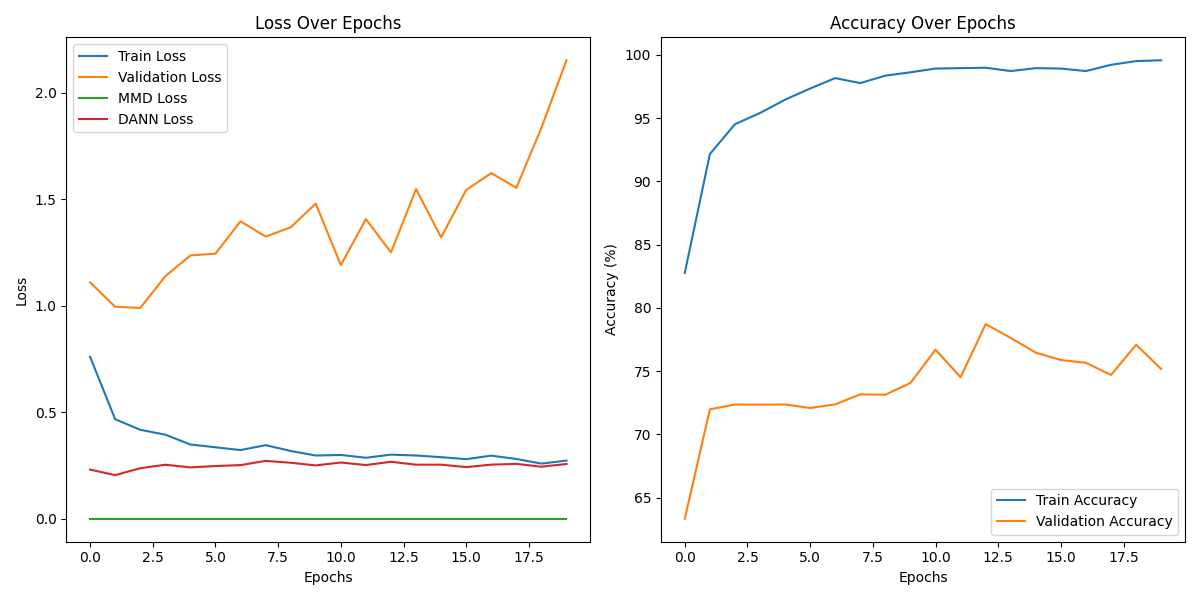 Loss Over Epochs
Train Loss
Validation Loss
MMD Loss
DANN Loss
2.0
1.5
1.0
0.5
0.0
Loss
0.0 2.5 5.0 7.5 10.0 12.5 15.0 17.5
Epochs
Accuracy Over Epochs
100
95
90
85
80
75
70
65
Accuracy (%)
Train Accuracy
Validation Accuracy
0.0 2.5 5.0 7.5 10.0 12.5 15.0 17.5
Epochs